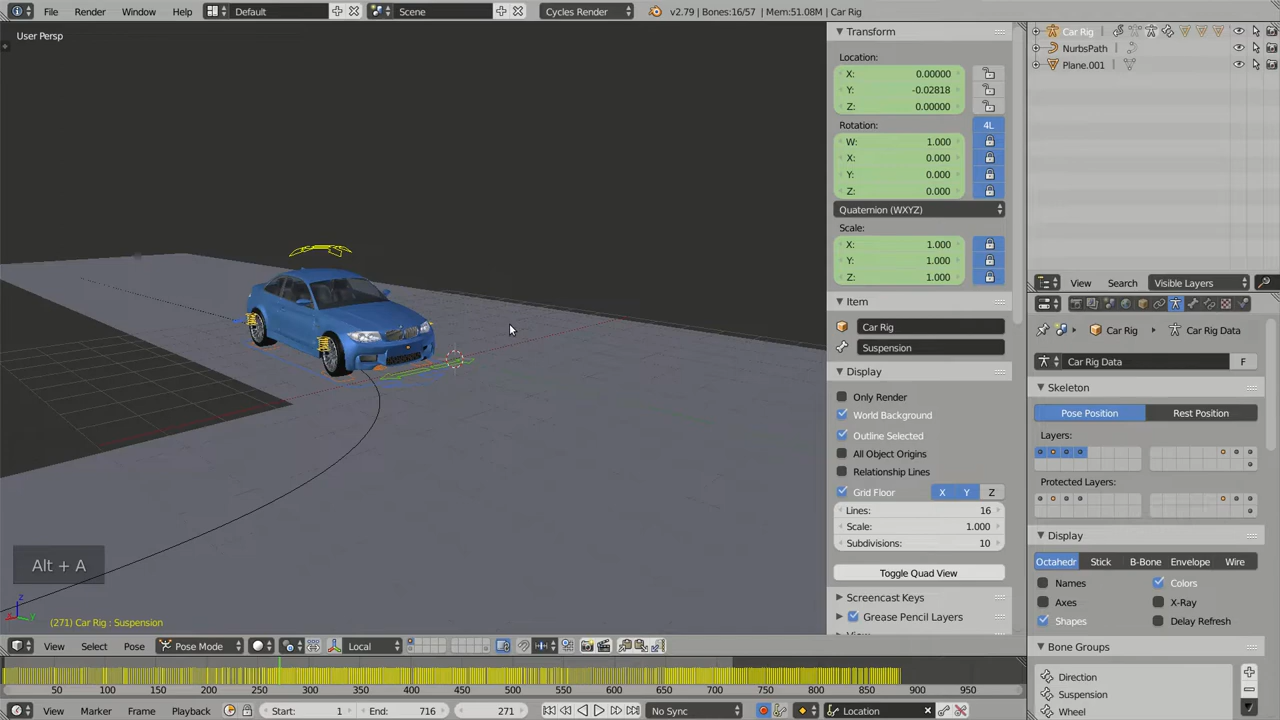 File Render Window Help Default Scene Cycles Render v2.79 | Bones:16/57 | Mem:51.08M | Car Rig
User Persp
Transform
Location:
X: 0.00000
Y: -0.02818
Z: 0.00000
Rotation: 4L
W: 1.000
X: 0.000
Y: 0.000
Z: 0.000
Quaternion (WXYZ)
Scale:
X: 1.000
Y: 1.000
Z: 1.000
Item
Car Rig
Suspension
Display
Only Render
World Background
Outline Selected
All Object Origins
Relationship Lines
Grid Floor X Y Z
Lines: 16
Scale: 1.000
Subdivisions: 10
Toggle Quad View
Screencast Keys
Grease Pencil Layers
Car Rig
NurbsPath
Plane.001
View Search Visible Layers
Car Rig Car Rig Data
Car Rig Data F
Skeleton
Pose Position Rest Position
Layers:
Protected Layers:
Display
Octahedr Stick B-Bone Envelope Wire
Names Colors
Axes X-Ray
Shapes Delay Refresh
Bone Groups
Direction
Suspension
Wheel
Alt + A
(271) Car Rig : Suspension
View Select Pose Pose Mode Local
50 100 150 200 250 300 350 400 450 500 550 600 650 700 750 800 850 900 950
View Marker Frame Playback Start: 1 End: 716 271 No Sync Location